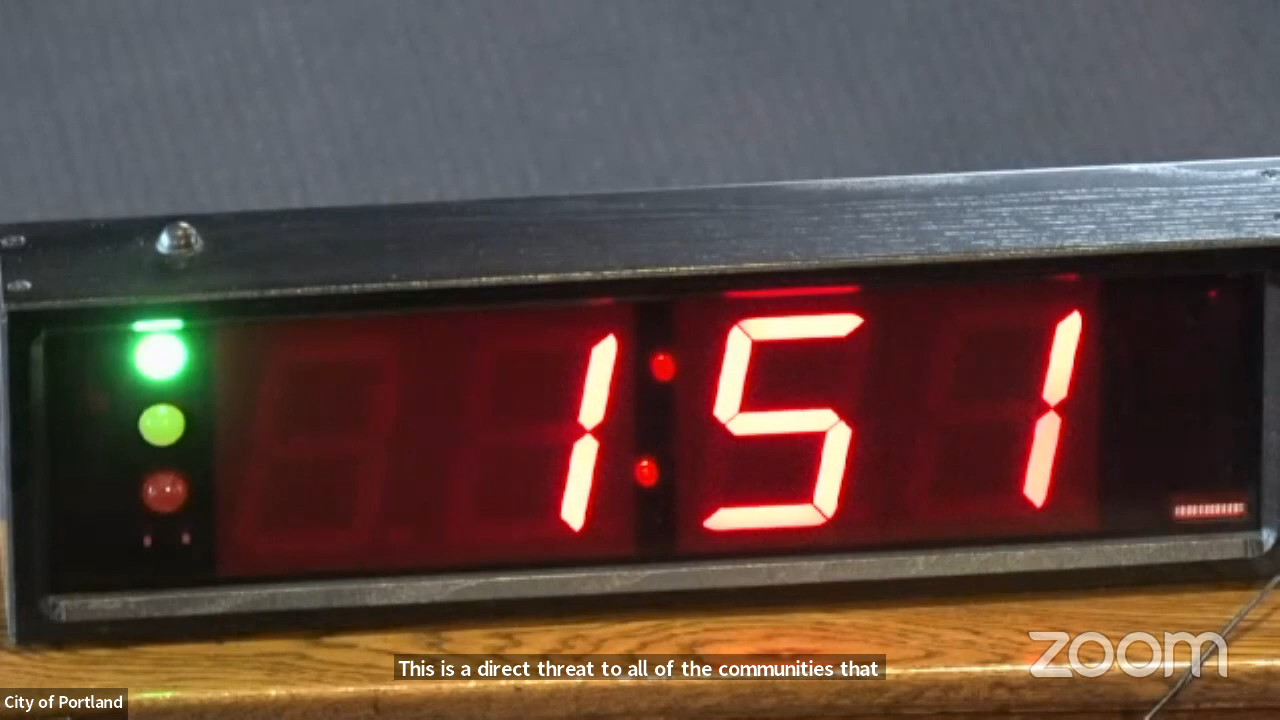 1:51
This is a direct threat to all of the communities that
zoom
City of Portland